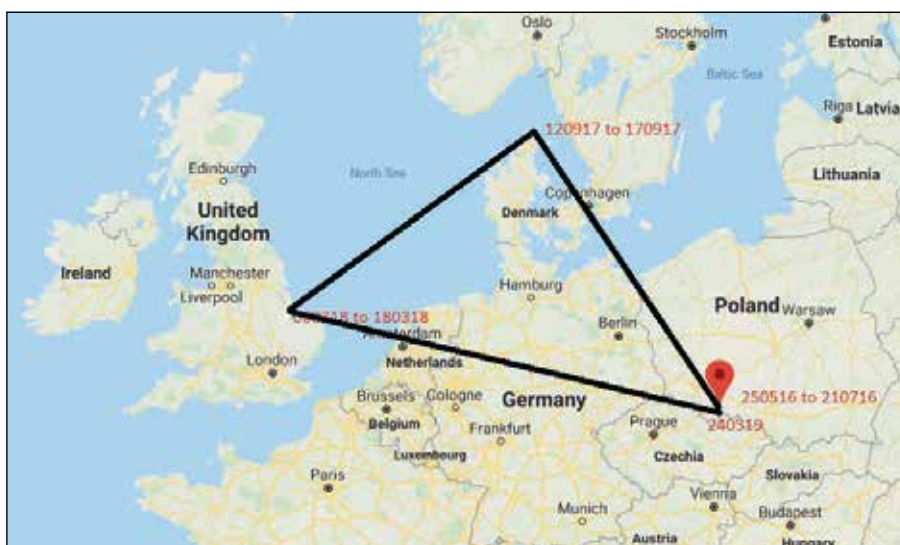 Oslo
Stockholm
Estonia
Baltic Sea
Riga
Latvia
120917 to 170917
Edinburgh
North Sea
Lithuania
Copenhagen
United
Kingdom
Denmark
Ireland
Manchester
Hamburg
Liverpool
Poland
Warsaw
to 180318
Berlin
Amsterdam
London
Netherlands
250516 to 210716
Brussels
Cologne
Germany
240319
Belgium
Prague
Frankfurt
Luxembourg
Czechia
Paris
Slovakia
Munich
Vienna
Budapest
Austria
Hungary